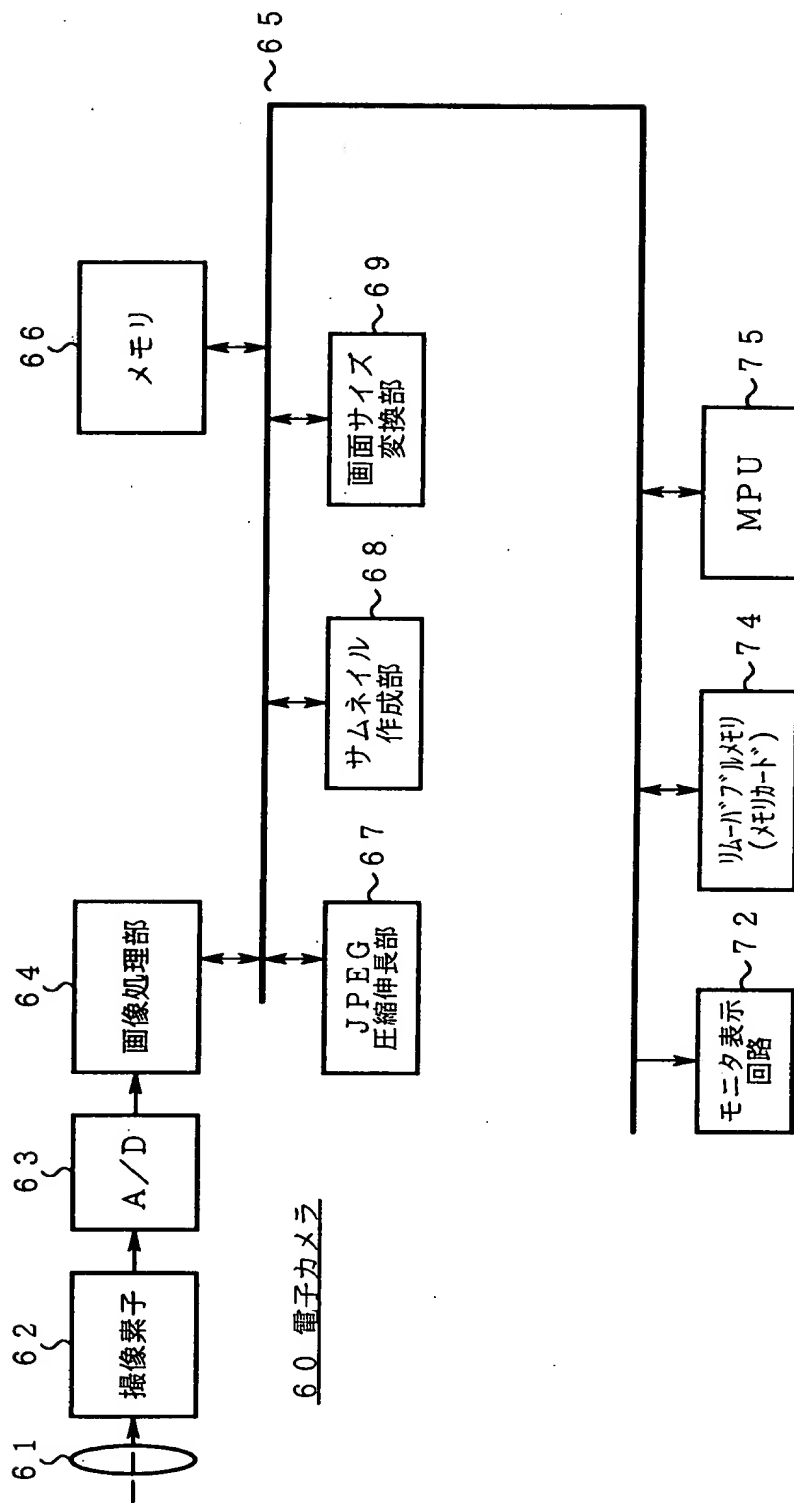 61
62
撮像素子
63
A/D
64
画像処理部
65
66
メモリ
JPEG
圧縮伸長部
67
サムネイル
作成部
68
画面サイズ
変換部
69
60 電子カメラ
モニタ表示
回路
72
リムーバブルメモリ
(メモリカード)
74
MPU
75